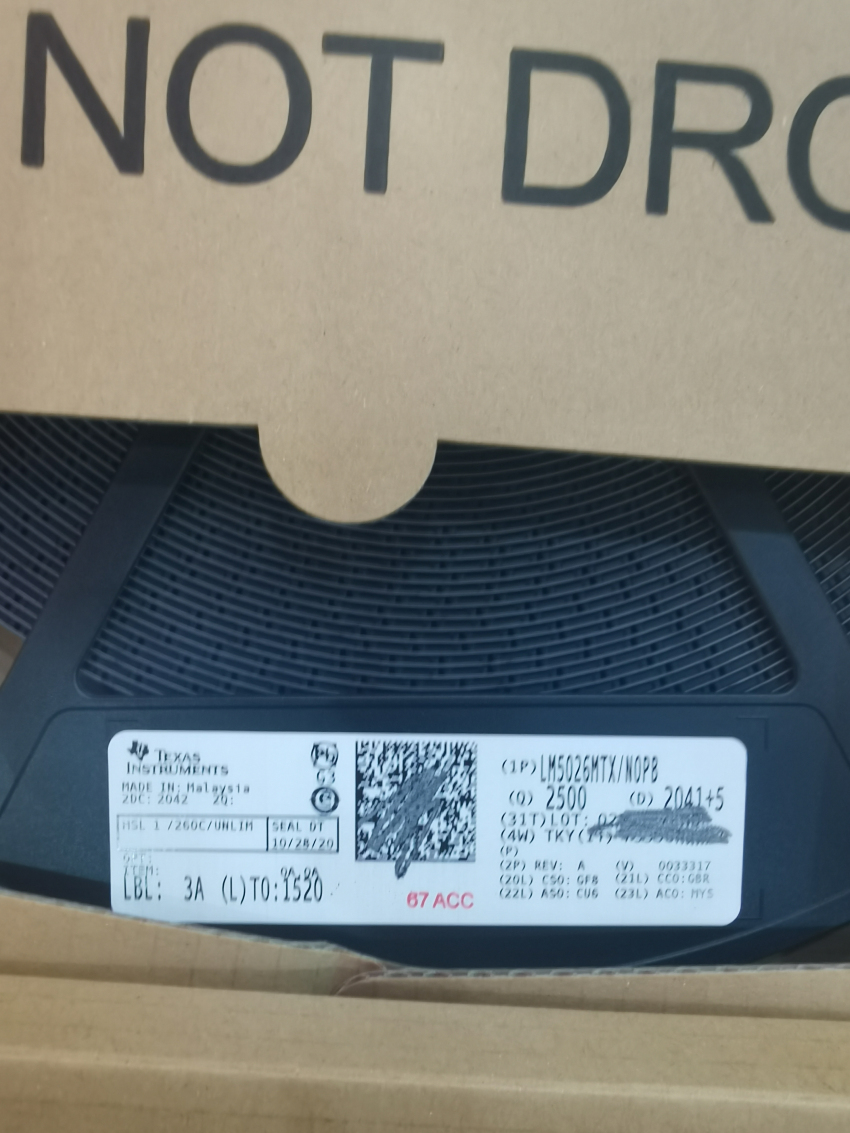 NOT DRO
TEXAS
INSTRUMENTS
MADE IN: Malaysia
2DC: 2042 2Q:
MSL 1 /260C/UNLIM
SEAL DT
10/28/20
OPT:
ITEM:
LBL: 3A (L)TO:1520
67 ACC
(1P) LM5026MTX/NOPB
(Q) 2500 (D) 2041+5
(31T) LOT:
(4W) TKY
(P)
(2P) REV: A (V) 0033317
(20L) CSO: GF8 (21L) CCO:GBR
(22L) ASO: CU6 (23L) ACO: MYS